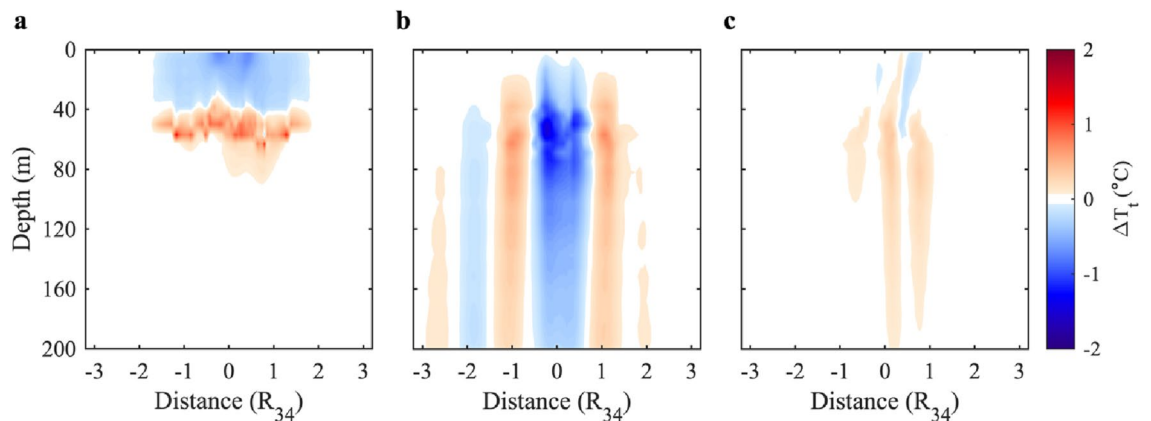 a b c
0
40
80
120
160
200
Depth (m)
-3 -2 -1 0 1 2 3
Distance (R34)
-3 -2 -1 0 1 2 3
Distance (R34)
-3 -2 -1 0 1 2 3
Distance (R34)
2
1
0
-1
-2
ΔTt (°C)